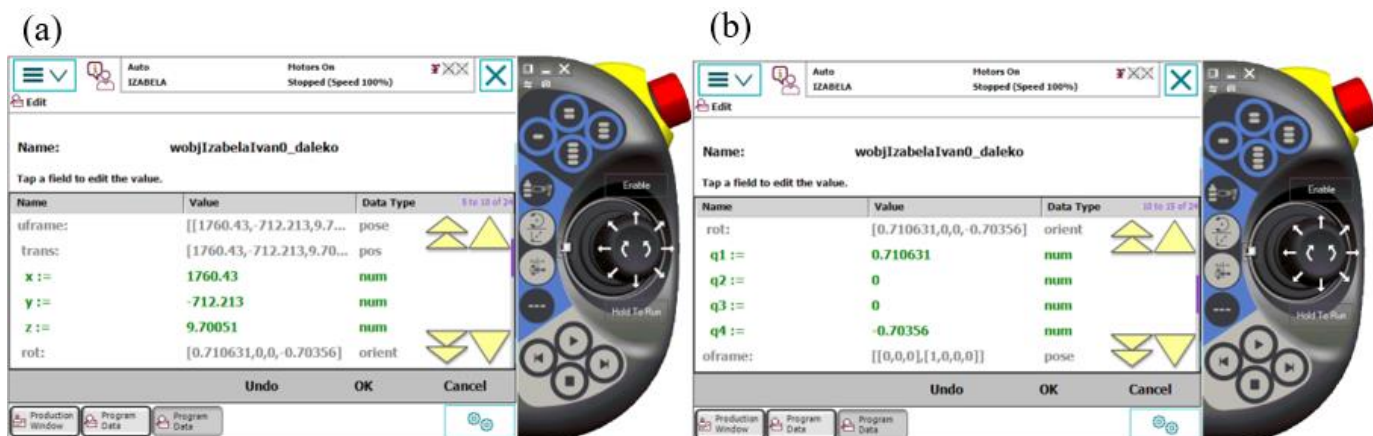 (a)
Auto
IZABELA
Motors On
Stopped (Speed 100%)
Edit
Name: wobjIzabelaIvan0_daleko
Tap a field to edit the value.
Name Value Data Type
uframe: [[1760.43,-712.213,9.7... pose
trans: [1760.43,-712.213,9.70... pos
x := 1760.43 num
y := -712.213 num
z := 9.70051 num
rot: [0.710631,0,0,-0.70356] orient
Undo OK Cancel
Production Window
Program Data
Program Data
Enable
Hold To Run
(b)
Auto
IZABELA
Motors On
Stopped (Speed 100%)
Edit
Name: wobjIzabelaIvan0_daleko
Tap a field to edit the value.
Name Value Data Type 10 to 15 of 24
rot: [0.710631,0,0,-0.70356] orient
q1 := 0.710631 num
q2 := 0 num
q3 := 0 num
q4 := -0.70356 num
oframe: [[0,0,0],[1,0,0,0]] pose
Undo OK Cancel
Production Window
Program Data
Program Data
Enable
Hold To Run